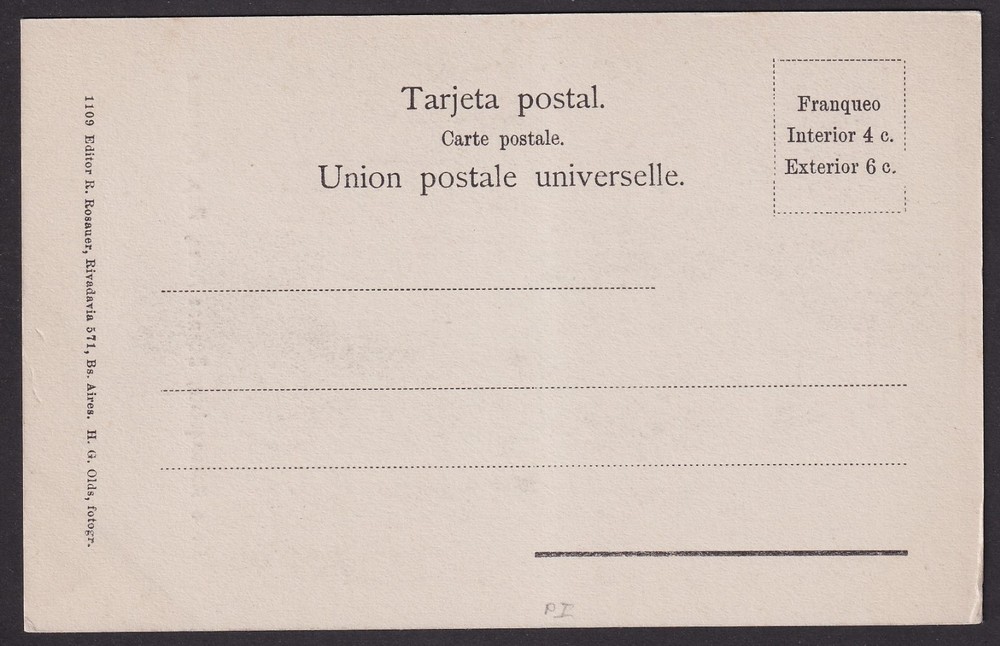 Tarjeta postal.
Carte postale.
Union postale universelle.
Franqueo
Interior 4 c.
Exterior 6 c.
1109 Editor R. Rosauer, Rivadavia 571, Bs. Aires. H. G. Olds, fotogr.
PI